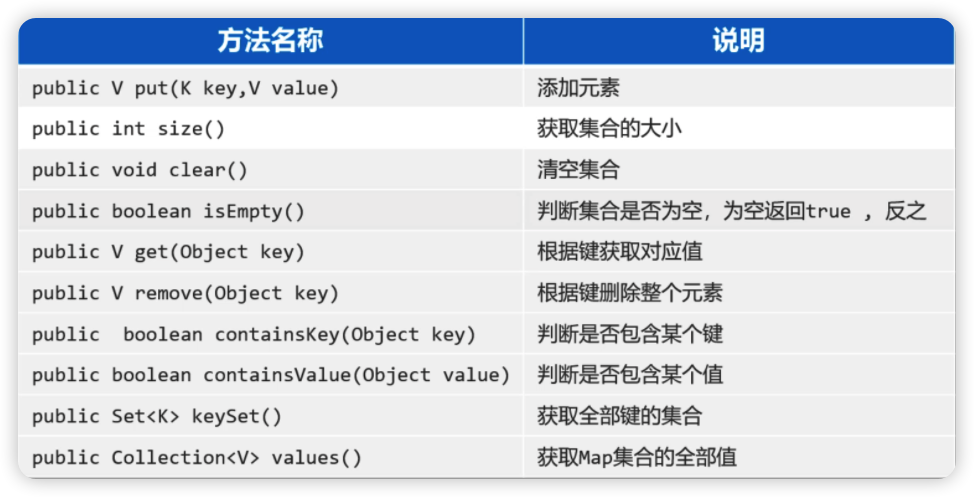 方法名称 说明
public V put(K key,V value) 添加元素
public int size() 获取集合的大小
public void clear() 清空集合
public boolean isEmpty() 判断集合是否为空，为空返回true , 反之
public V get(Object key) 根据键获取对应值
public V remove(Object key) 根据键删除整个元素
public  boolean containsKey(Object key) 判断是否包含某个键
public boolean containsValue(Object value) 判断是否包含某个值
public Set<K> keySet() 获取全部键的集合
public Collection<V> values() 获取Map集合的全部值